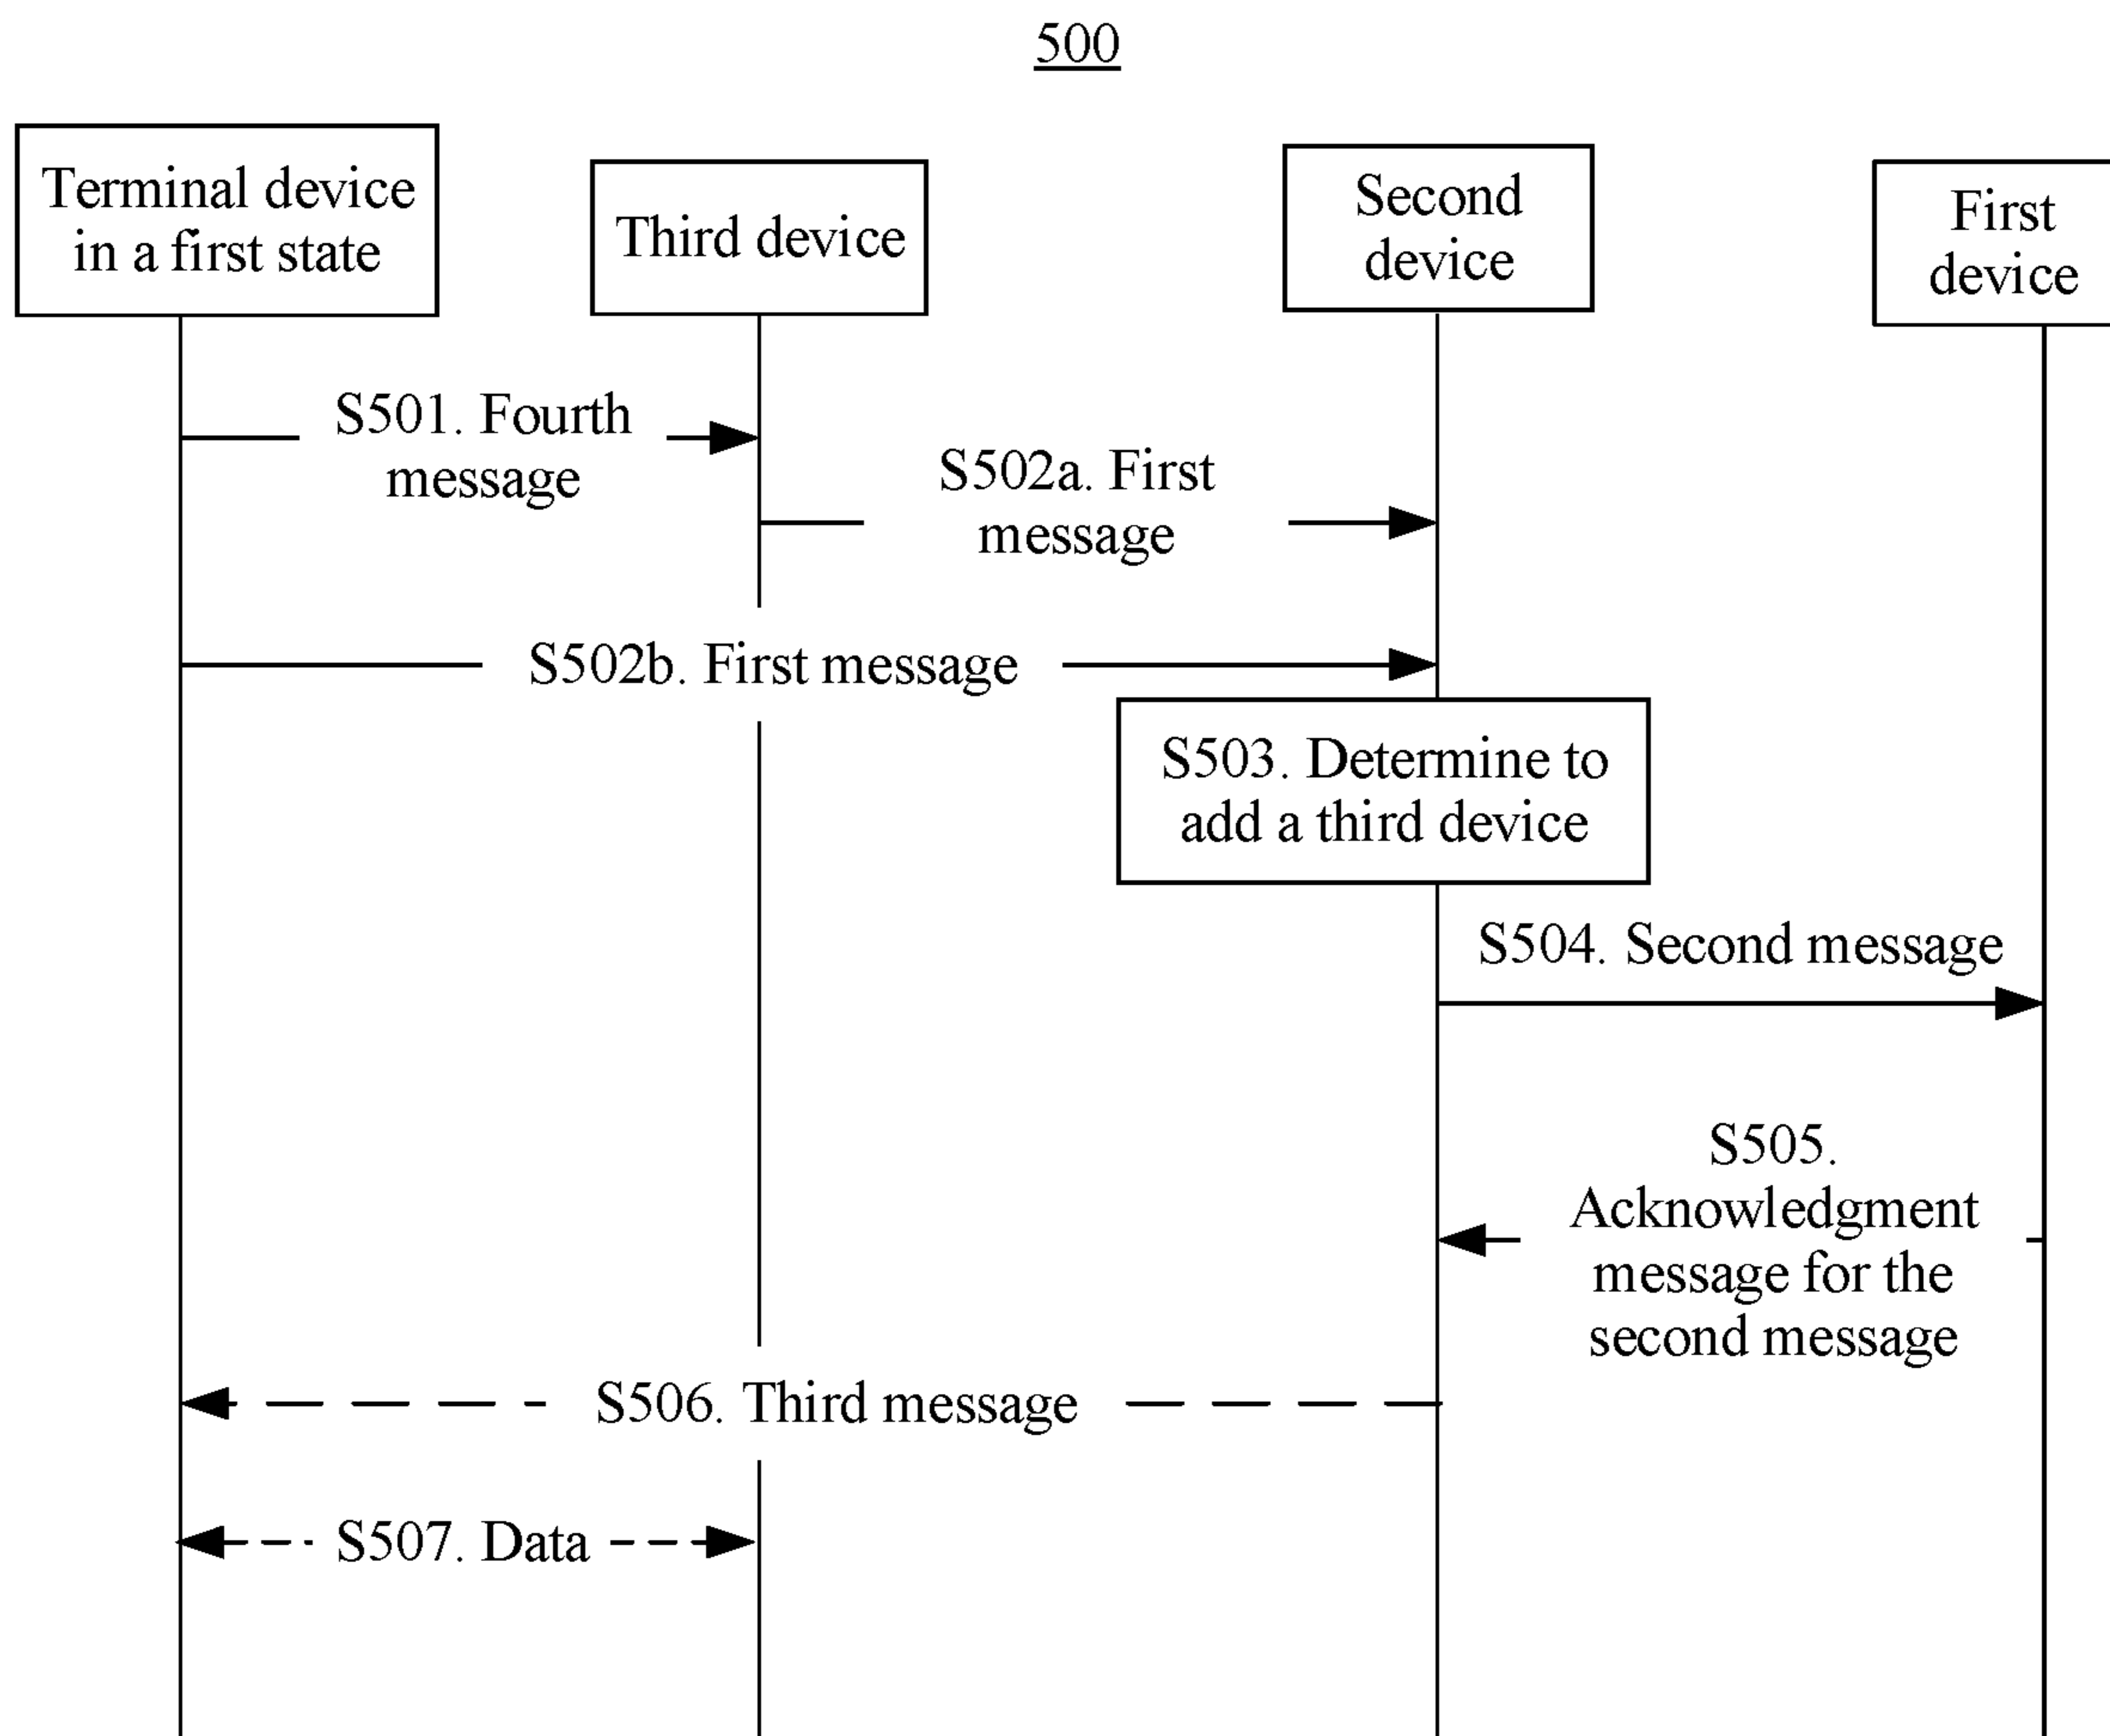 500
Terminal device
in a first state
Third device
Second
device
First
device
S501. Fourth
message
S502a. First
message
S502b. First message
S503. Determine to
add a third device
S504. Second message
S505.
Acknowledgment
message for the
second message
S506. Third message
S507. Data